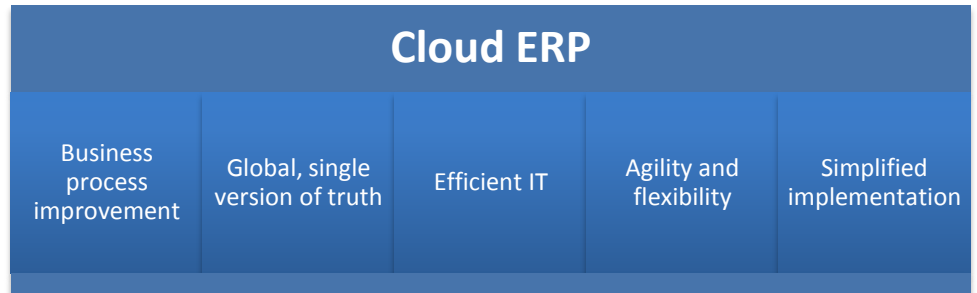 Cloud ERP
Business
process
improvement
Global, single
version of truth
Efficient IT
Agility and
flexibility
Simplified
implementation